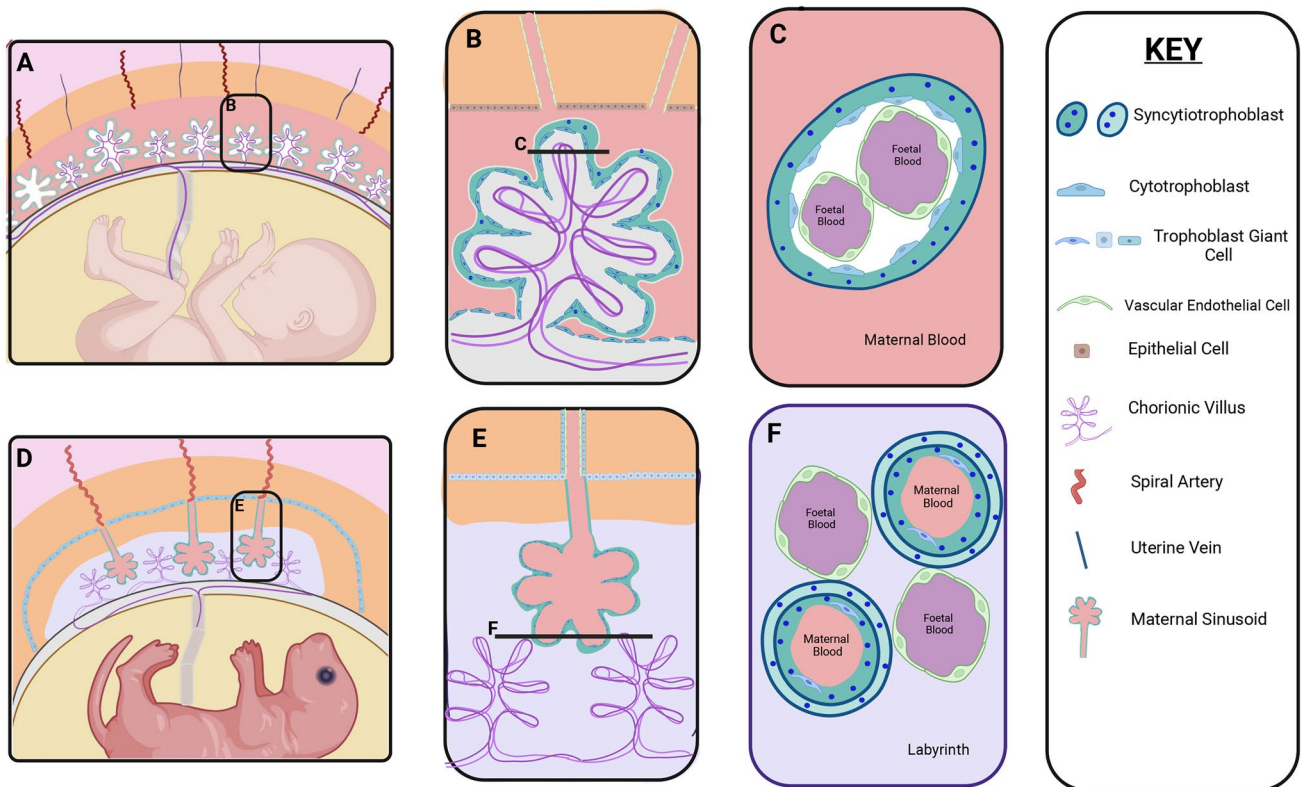 A
B
B
C
C
Foetal
Blood
Foetal
Blood
Maternal Blood
D
E
E
F
F
Foetal
Blood
Maternal
Blood
Maternal
Blood
Foetal
Blood
Labyrinth
KEY
Syncytiotrophoblast
Cytotrophoblast
Trophoblast Giant
Cell
Vascular Endothelial Cell
Epithelial Cell
Chorionic Villus
Spiral Artery
Uterine Vein
Maternal Sinusoid